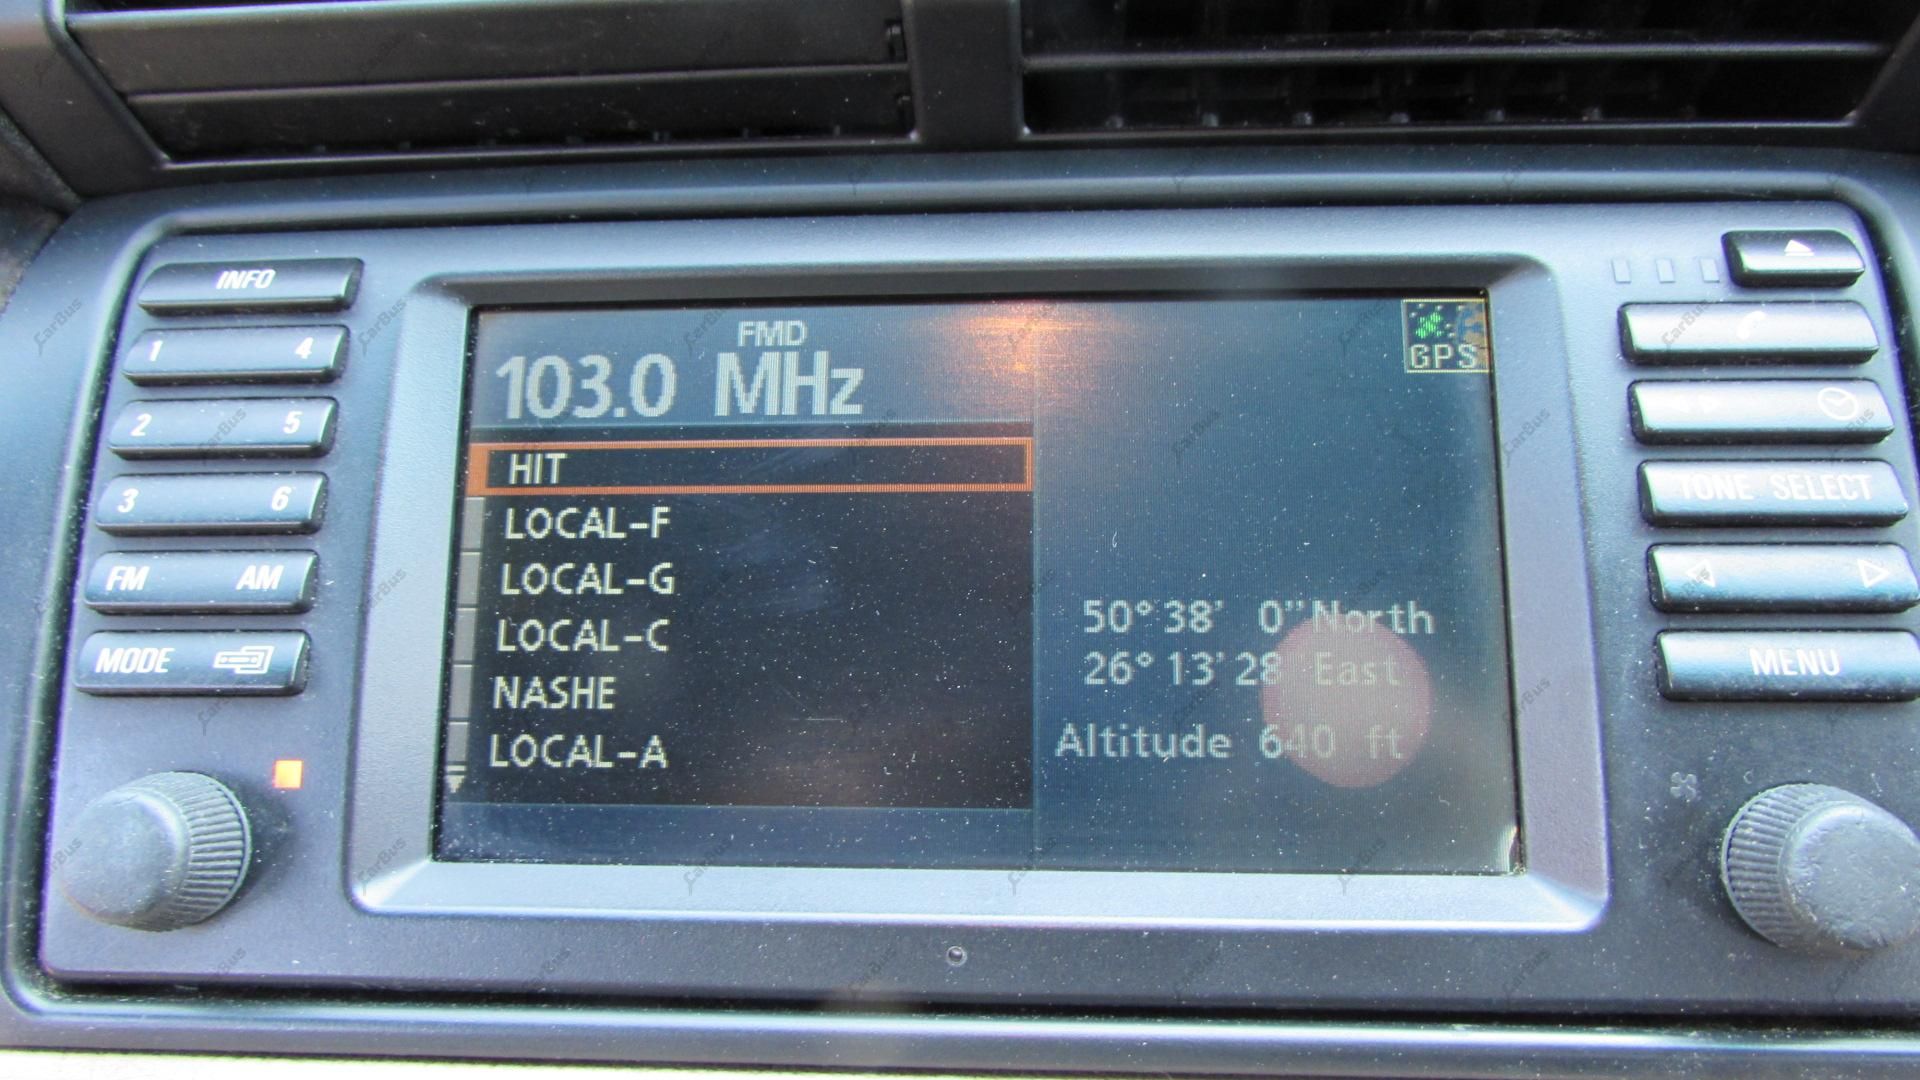 INFO
1 4
2 5
3 6
FM AM
MODE
FMD
103.0 MHz
HIT
LOCAL-F
LOCAL-G
LOCAL-C
NASHE
LOCAL-A
GPS
50° 38' 0" North
26° 13' 28 East
Altitude 640 ft
TONE SELECT
MENU
CarBus